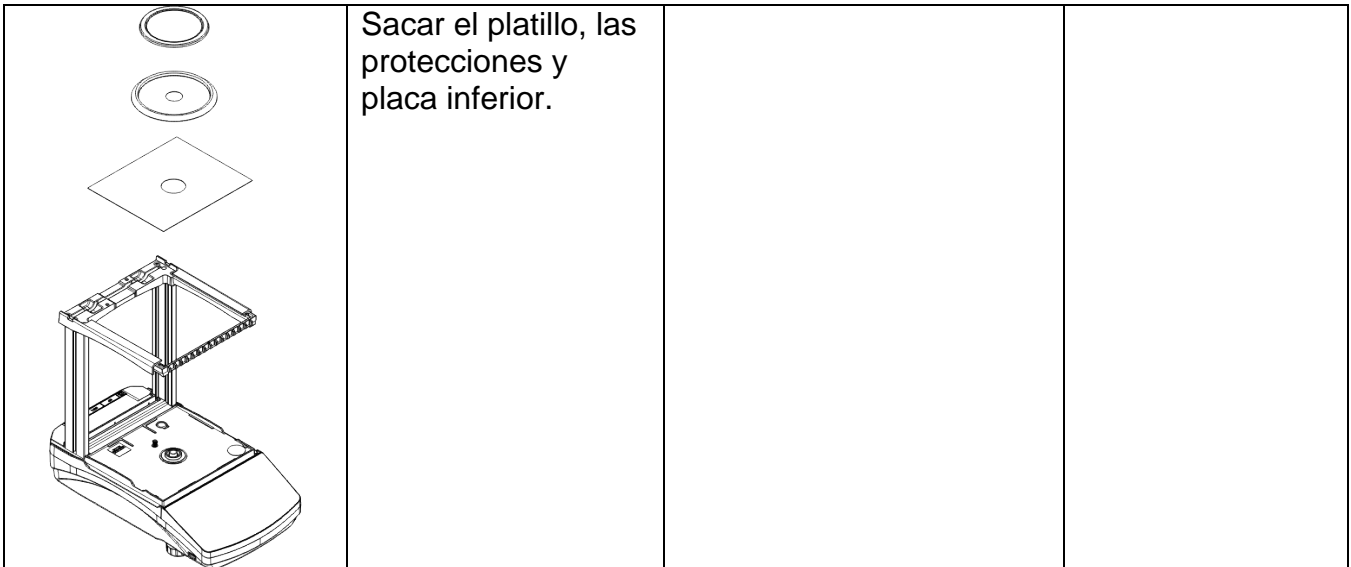 Sacar el platillo, las
protecciones y
placa inferior.